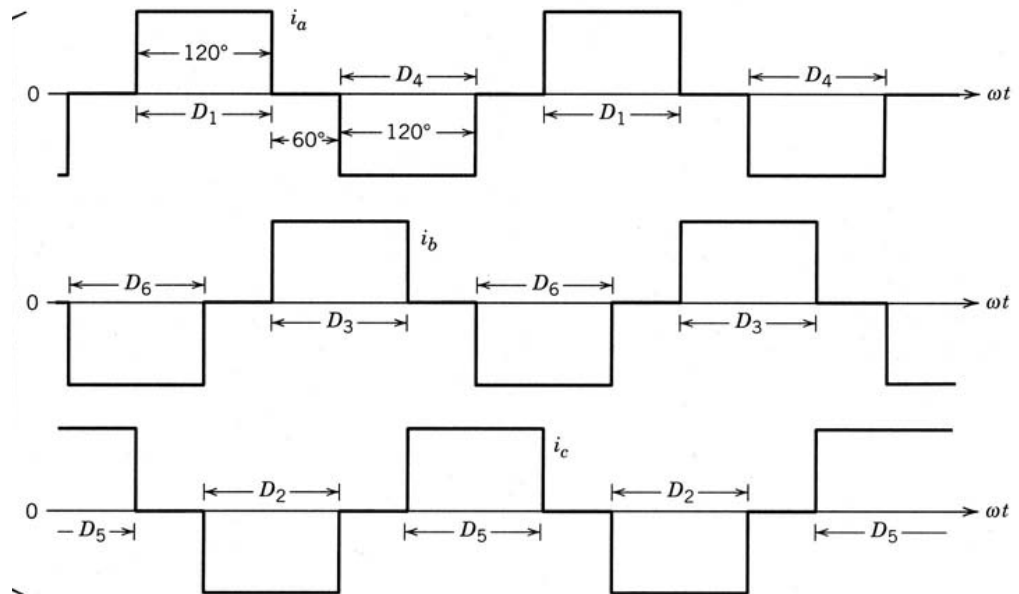 i_a
120°
D_4
D_4
0
ωt
D_1
60°
120°
D_1
i_b
D_6
D_6
0
ωt
D_3
D_3
i_c
D_2
D_2
0
ωt
D_5
D_5
D_5